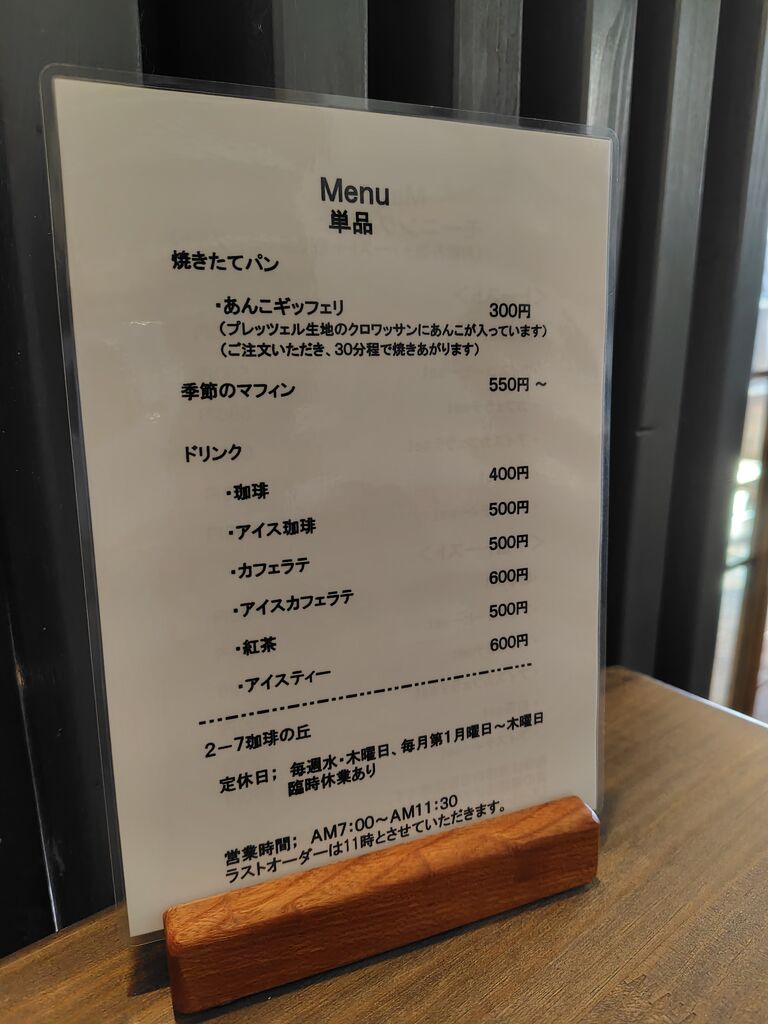 Menu
単品
焼きたてパン
・あんこギッフェリ 300円
（プレッツェル生地のクロワッサンにあんこが入っています）
（ご注文いただき、30分程で焼きあがります）
季節のマフィン 550円 ～
ドリンク
・珈琲 400円
・アイス珈琲 500円
・カフェラテ 500円
・アイスカフェラテ 600円
・紅茶 500円
・アイスティー 600円
２－７珈琲の丘
定休日； 毎週水・木曜日、毎月第１月曜日～木曜日
臨時休業あり
営業時間； AM7：00～AM11：30
ラストオーダーは11時とさせていただきます。